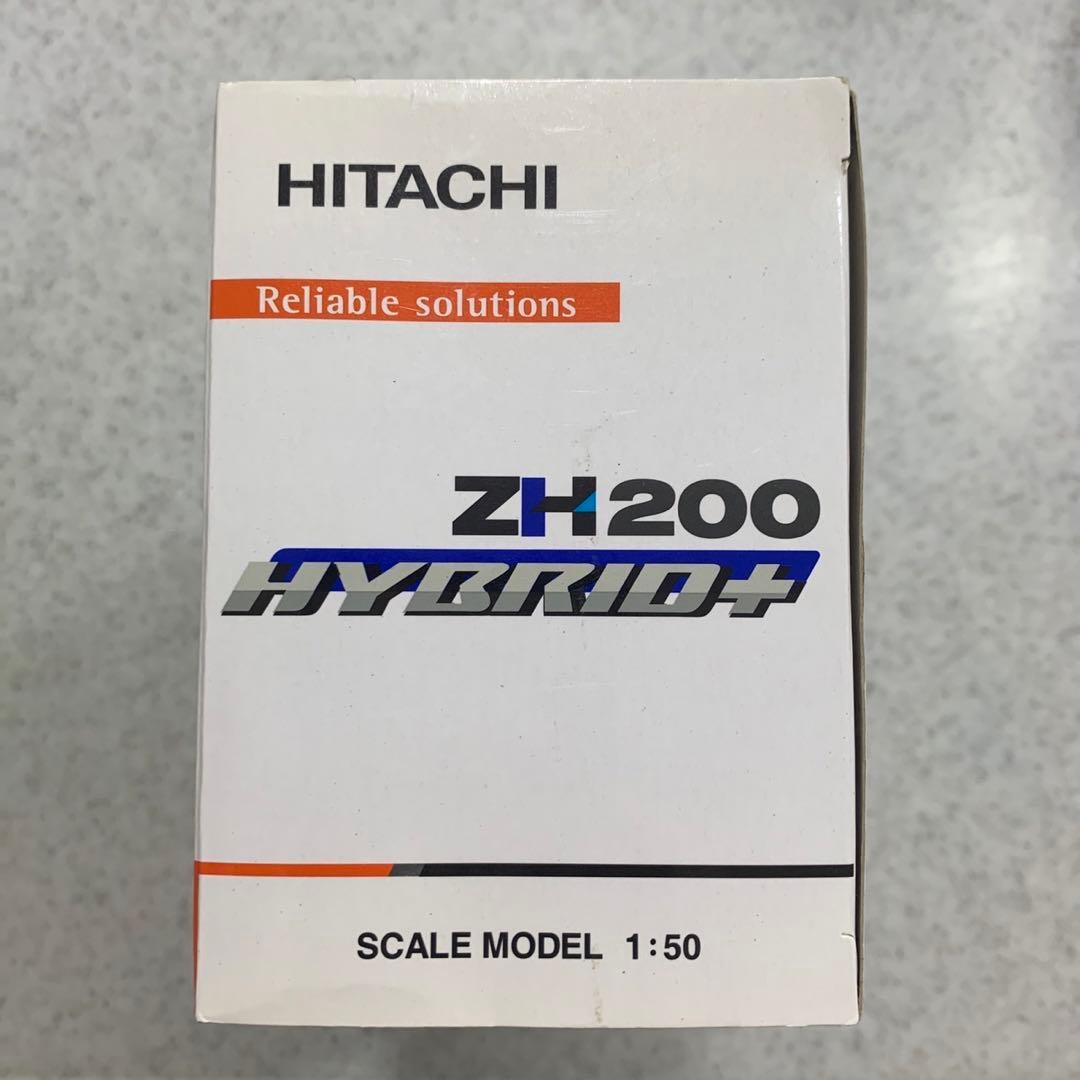 HITACHI
Reliable solutions
ZH200
HYBRID+
SCALE MODEL 1:50